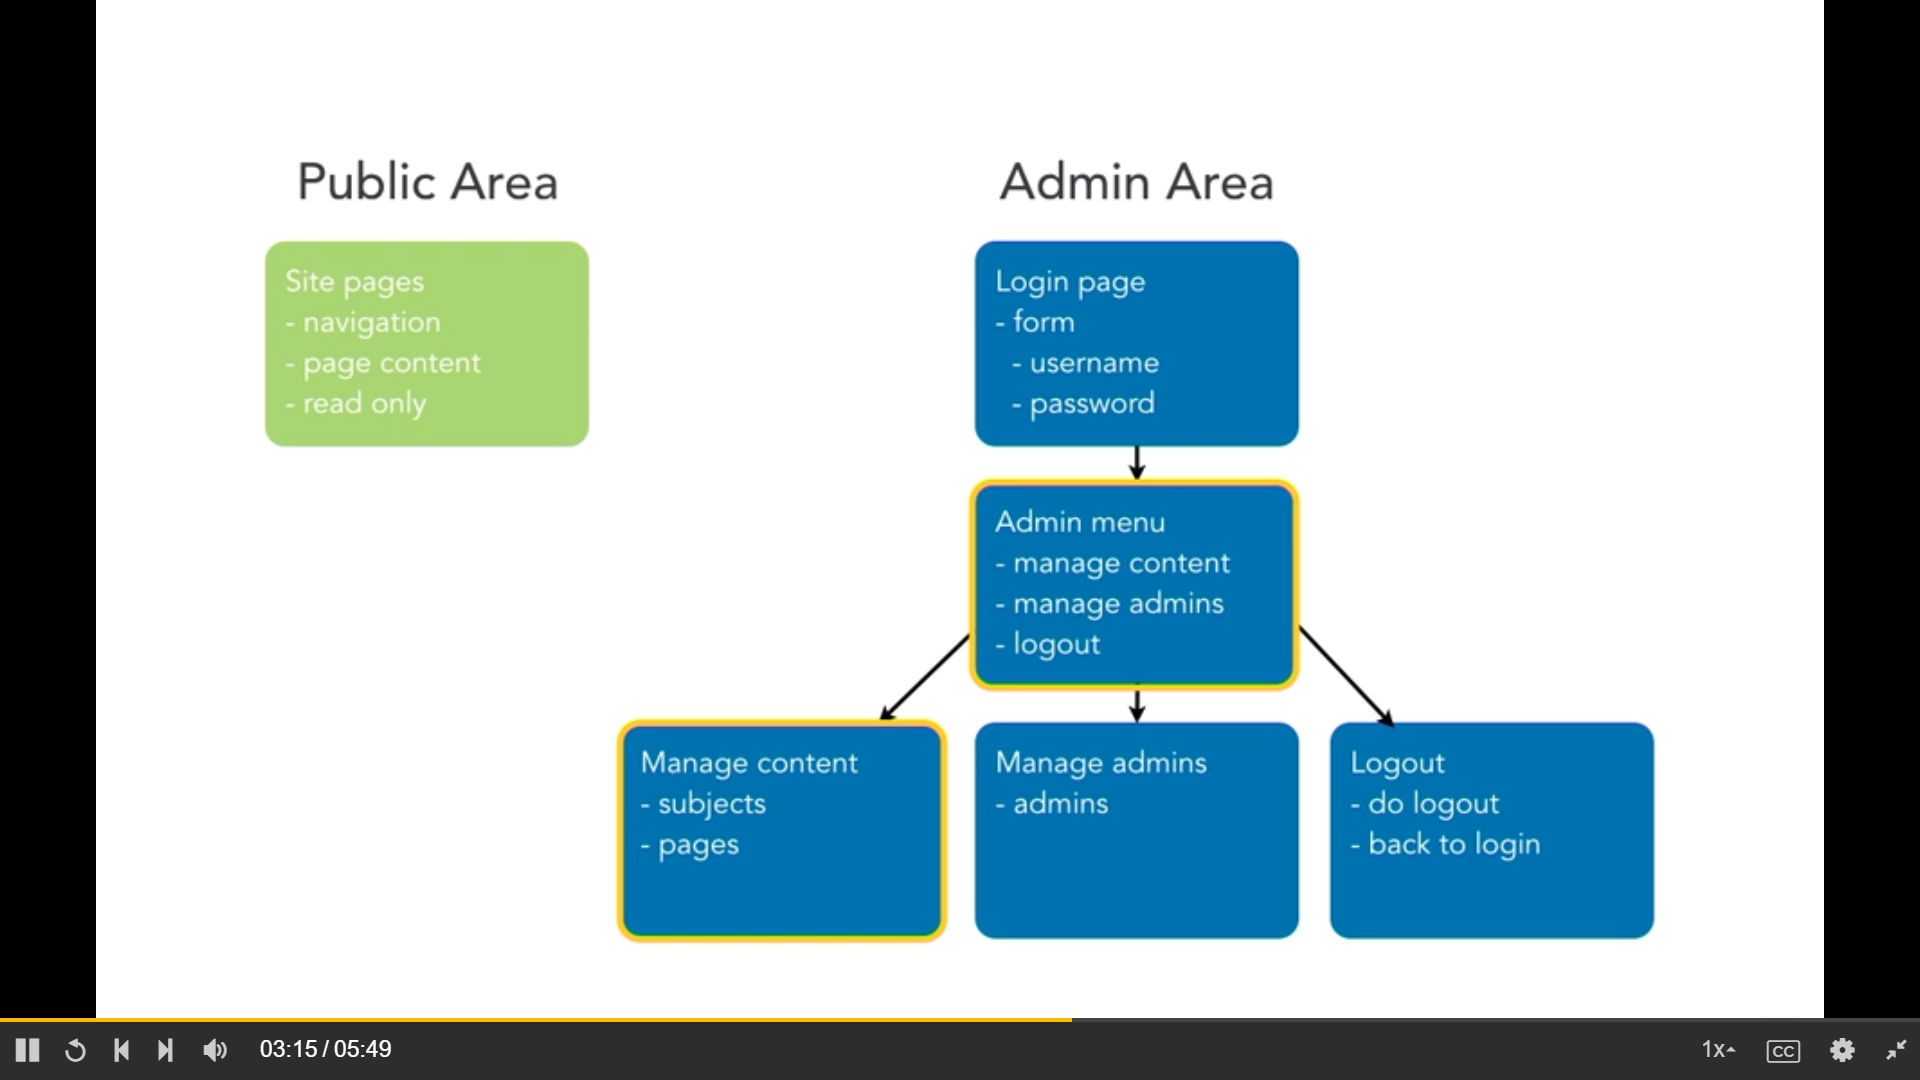 Public Area
Site pages
- navigation
- page content
- read only
Admin Area
Login page
- form
- username
- password
Admin menu
- manage content
- manage admins
- logout
Manage content
- subjects
- pages
Manage admins
- admins
Logout
- do logout
- back to login
03:15 / 05:49
1x
CC